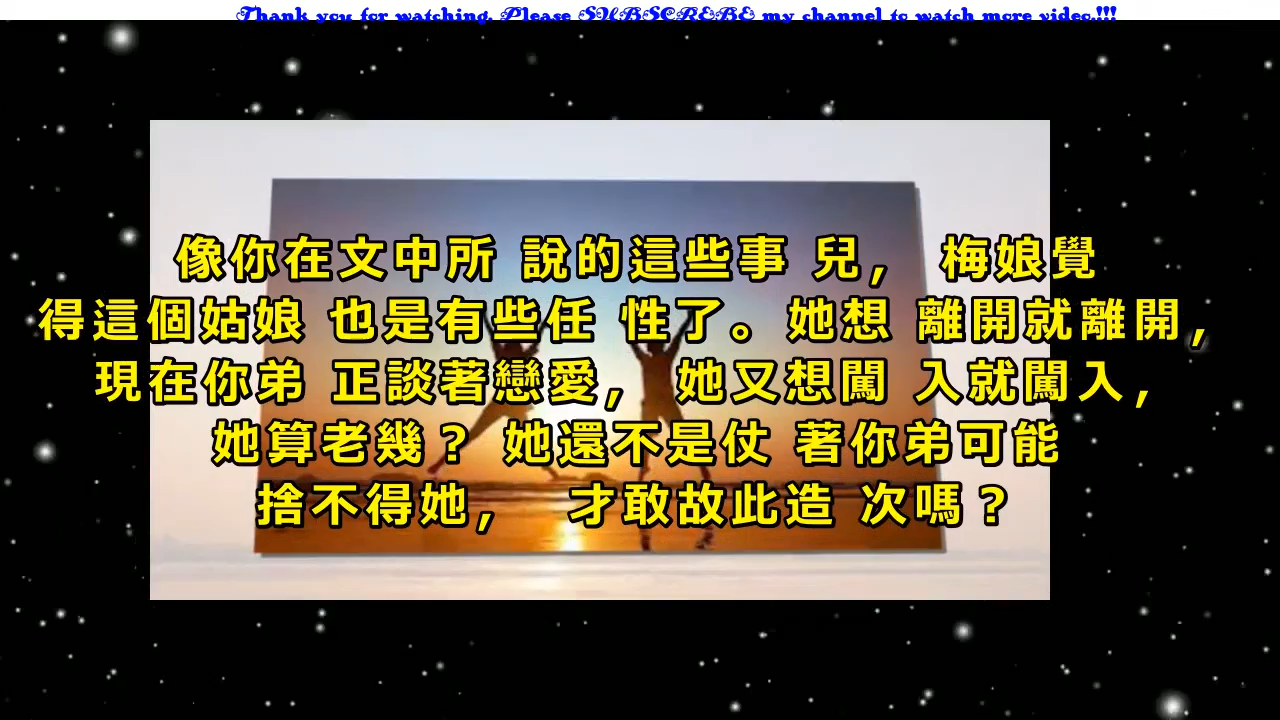 Thank you for watching. Please SUBSCREBE my channel to watch more video.!!!
像你在文中所 說的這些事 兒， 梅娘覺
得這個姑娘 也是有些任 性了。她想 離開就離開，
現在你弟 正談著戀愛， 她又想闖 入就闖入，
她算老幾？ 她還不是仗 著你弟可能
捨不得她， 才敢故此造 次嗎？